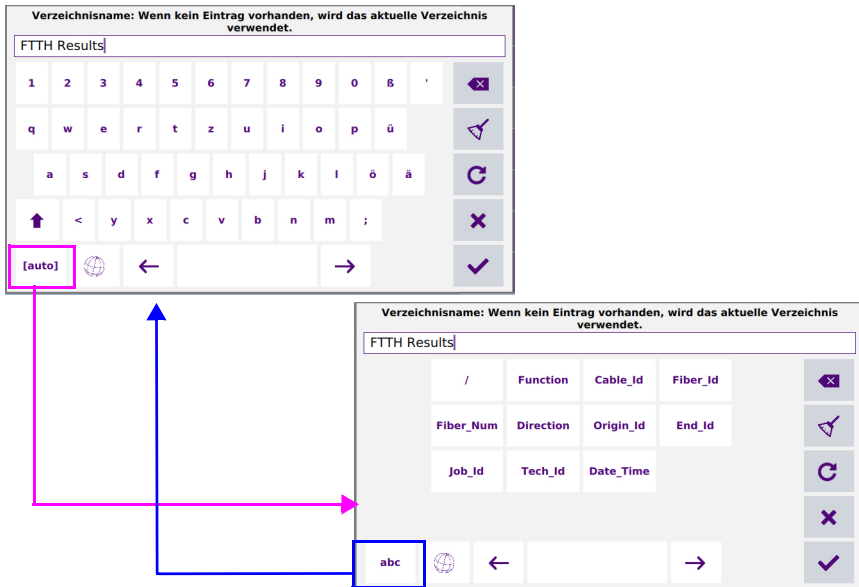 Verzeichnisname: Wenn kein Eintrag vorhanden, wird das aktuelle Verzeichnis
verwendet.
FTTH Results
1 2 3 4 5 6 7 8 9 0 ß '
q w e r t z u i o p ü
a s d f g h j k l ö ä
< y x c v b n m ;
[auto]
Verzeichnisname: Wenn kein Eintrag vorhanden, wird das aktuelle Verzeichnis
verwendet.
FTTH Results
/ Function Cable_Id Fiber_Id
Fiber_Num Direction Origin_Id End_Id
Job_Id Tech_Id Date_Time
abc